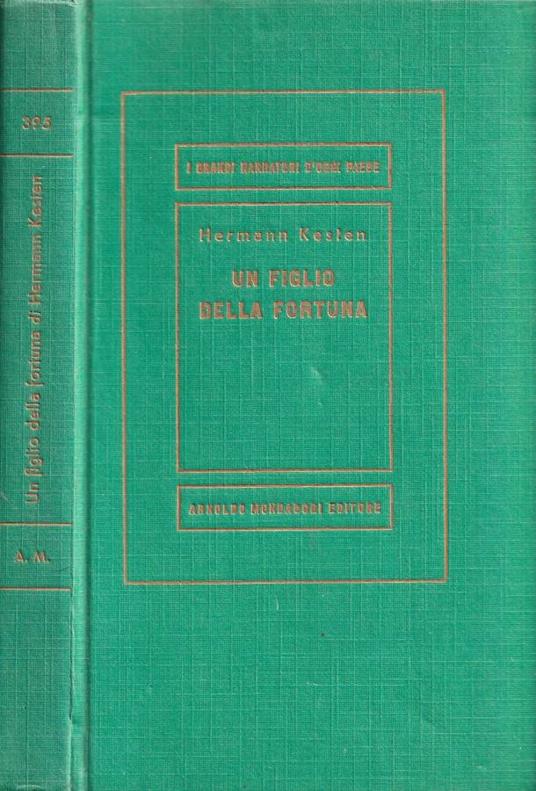 395
Un figlio della fortuna di Hermann Kesten
A. M.
I GRANDI NARRATORI D'OGNI PAESE
Hermann Kesten
UN FIGLIO
DELLA FORTUNA
ARNOLDO MONDADORI EDITORE